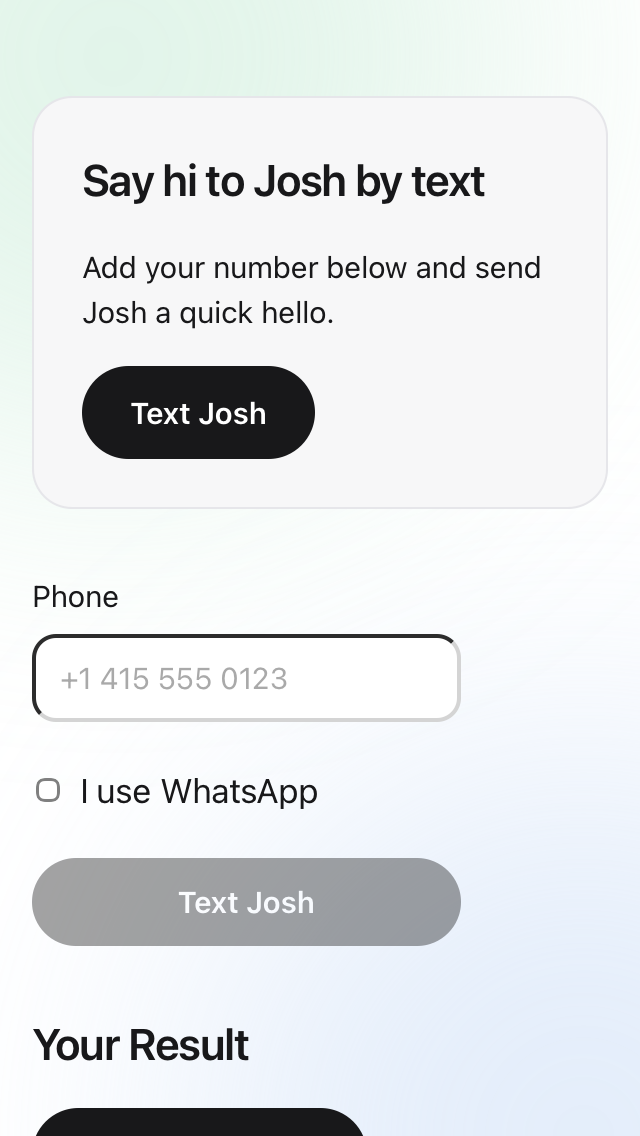 Say hi to Josh by text
Add your number below and send
Josh a quick hello.
Text Josh
Phone
+1 415 555 0123
I use WhatsApp
Text Josh
Your Result